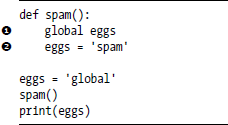 def spam():
❶ global eggs
❷ eggs = 'spam'
eggs = 'global'
spam()
print(eggs)